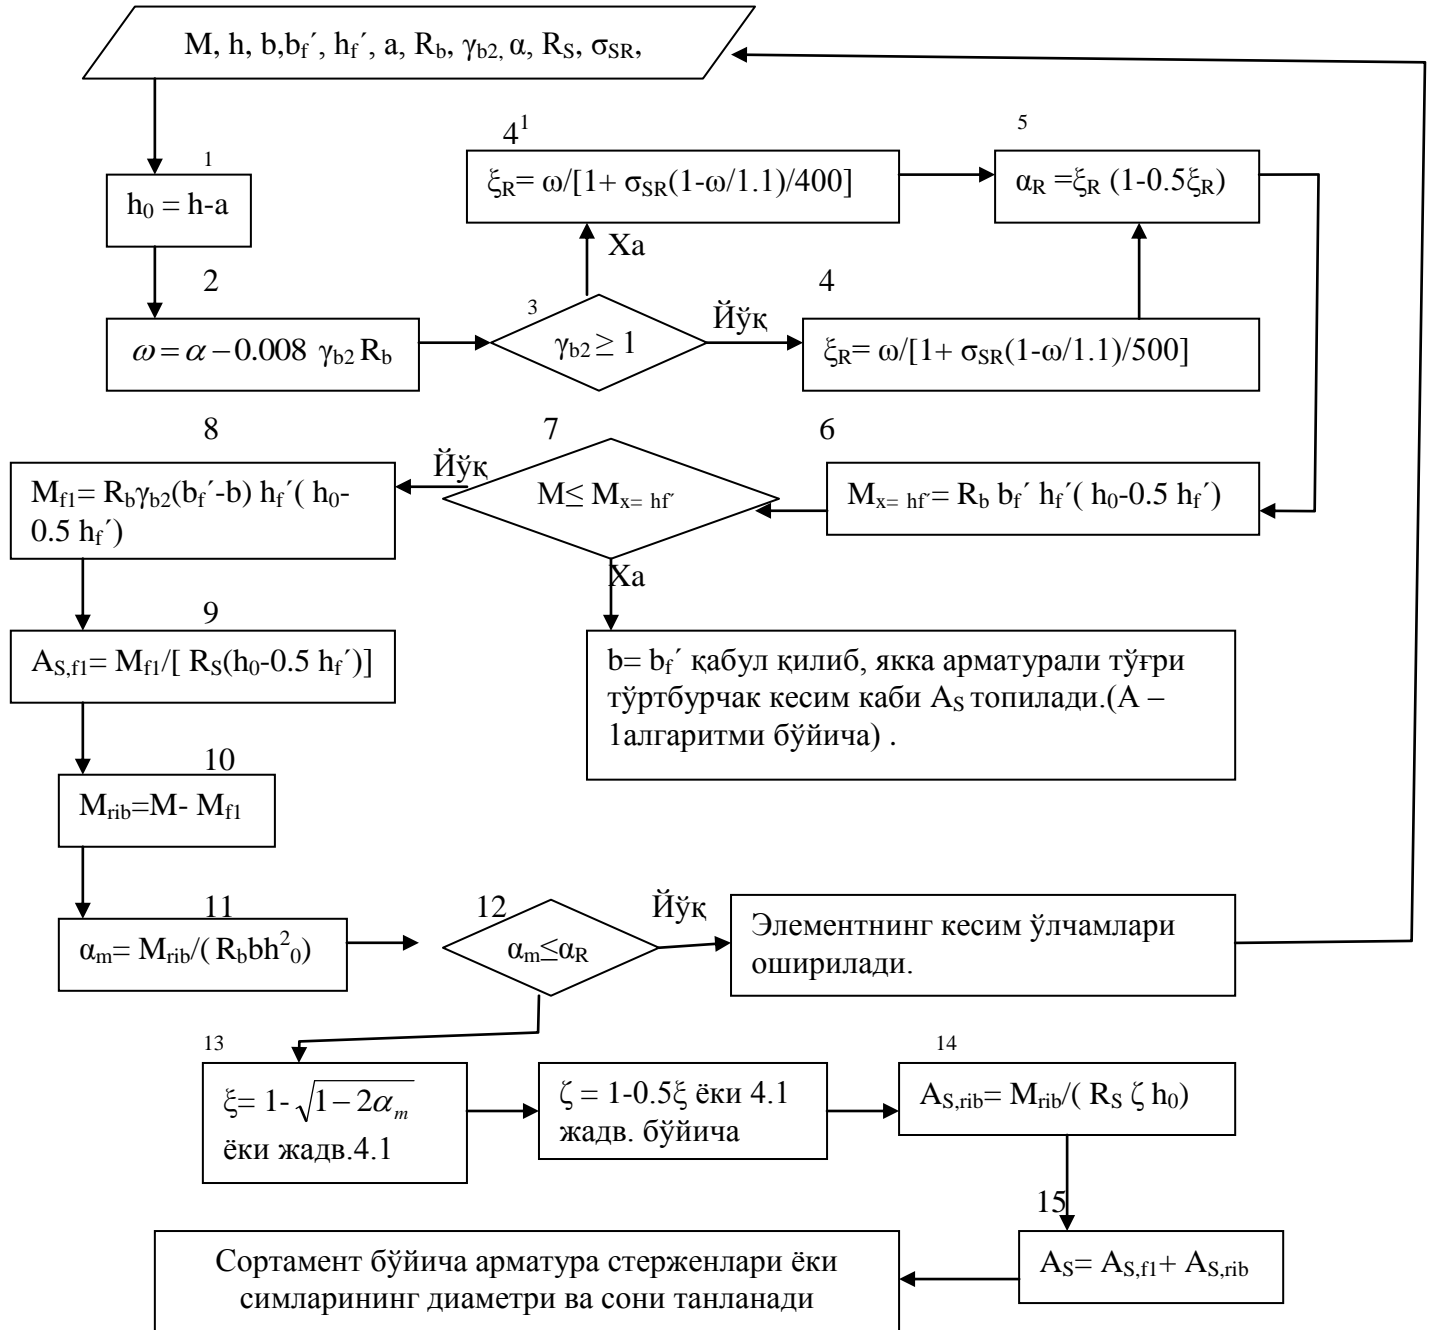 M, h, b,b_f´, h_f´, a, R_b, γ_b2, α, R_S, σ_SR,
1
h_0 = h-a
2
ω = α − 0.008 γ_b2 R_b
3
γ_b2 ≥ 1
Ха
4^1
ξ_R= ω/[1+ σ_SR(1-ω/1.1)/400]
Йўқ
4
ξ_R= ω/[1+ σ_SR(1-ω/1.1)/500]
5
α_R =ξ_R (1-0.5ξ_R)
6
M_x= hf´= R_b b_f´ h_f´( h_0-0.5 h_f´)
7
M≤ M_x= hf´
Ха
b= b_f´ қабул қилиб, якка арматурали тўғри
тўртбурчак кесим каби A_S топилади.(А –
1алгаритми бўйича) .
Йўқ
8
M_f1= R_bγ_b2(b_f´-b) h_f´( h_0-
0.5 h_f´)
9
A_S,f1= M_f1/[ R_S(h_0-0.5 h_f´)]
10
M_rib=M- M_f1
11
α_m= M_rib/( R_bbh^2_0)
12
α_m≤α_R
Йўқ
Элементнинг кесим ўлчамлари
оширилади.
13
ξ= 1-√1 − 2α_m
ёки жадв.4.1
ζ = 1-0.5ξ ёки 4.1
жадв. бўйича
14
A_S,rib= M_rib/( R_S ζ h_0)
15
A_S= A_S,f1+ A_S,rib
Сортамент бўйича арматура стерженлари ёки
симларининг диаметри ва сони танланади